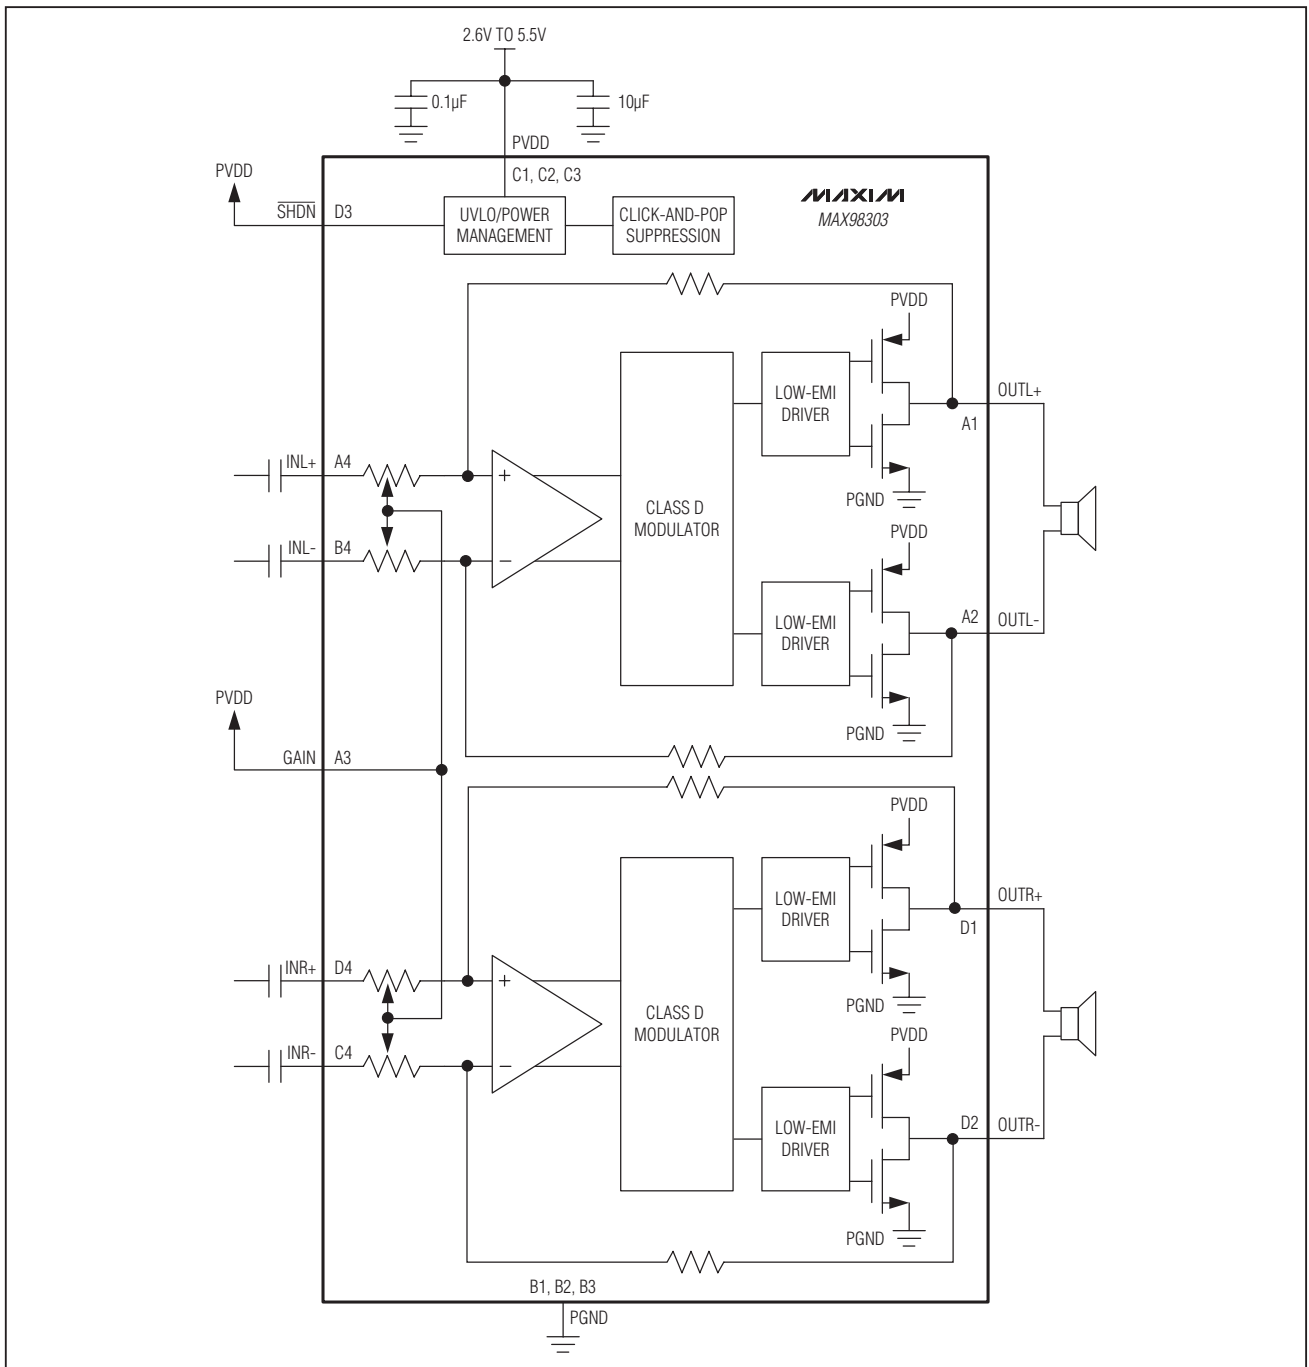 2.6V TO 5.5V
0.1µF
10µF
PVDD
C1, C2, C3
PVDD
SHDN
D3
UVLO/POWER
MANAGEMENT
CLICK-AND-POP
SUPPRESSION
MAXIM
MAX98303
PVDD
LOW-EMI
DRIVER
OUTL+
A1
INL+
A4
+
CLASS D
MODULATOR
PGND
INL-
B4
−
PVDD
LOW-EMI
DRIVER
A2
OUTL-
PGND
PVDD
GAIN
A3
PVDD
LOW-EMI
DRIVER
OUTR+
D1
INR+
D4
+
CLASS D
MODULATOR
PGND
INR-
C4
−
PVDD
LOW-EMI
DRIVER
D2
OUTR-
PGND
B1, B2, B3
PGND